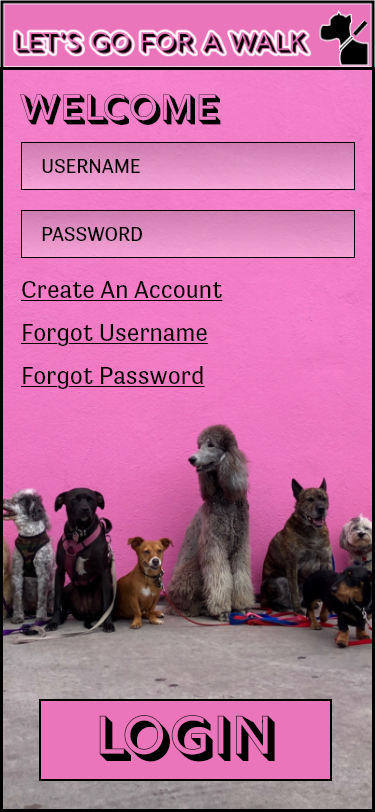 LET'S GO FOR A WALK
WELCOME
USERNAME
PASSWORD
Create An Account
Forgot Username
Forgot Password
LOGIN